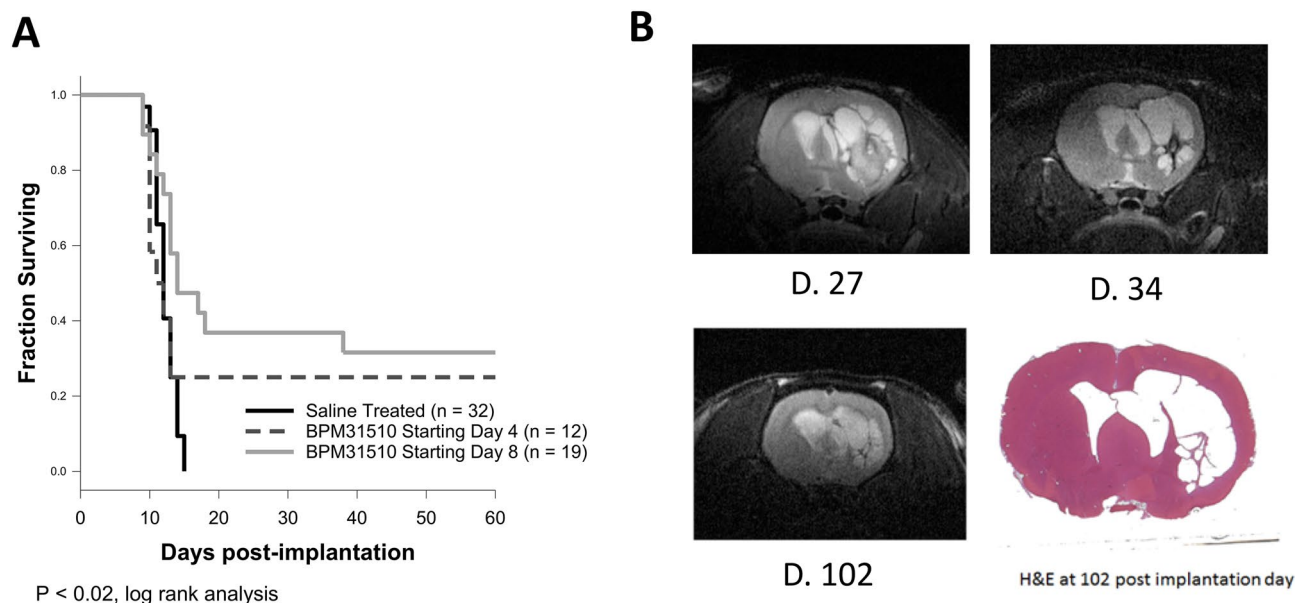 A
Fraction Surviving
1.0
0.8
0.6
0.4
0.2
0.0
Saline Treated (n = 32)
BPM31510 Starting Day 4 (n = 12)
BPM31510 Starting Day 8 (n = 19)
0 10 20 30 40 50 60
Days post-implantation
P < 0.02, log rank analysis
B
D. 27
D. 34
D. 102
H&E at 102 post implantation day